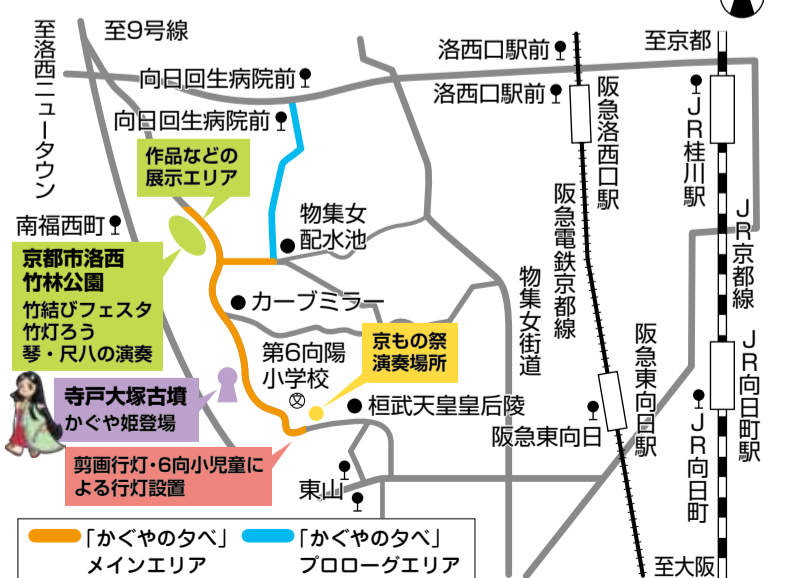 至9号線
至洛西ニュータウン
向日回生病院前
向日回生病院前
作品などの
展示エリア
南福西町
京都市洛西
竹林公園
竹結びフェスタ
竹灯ろう
琴・尺八の演奏
物集女
配水池
カーブミラー
第6向陽
小学校
文
京もの祭
演奏場所
寺戸大塚古墳
かぐや姫登場
桓武天皇皇后陵
剪画行灯・6向小児童に
よる行灯設置
東山
洛西口駅前
洛西口駅前
阪急洛西口駅
阪急電鉄京都線
物集女街道
阪急東向日駅
阪急東向日
至京都
JR桂川駅
JR京都線
JR向日町駅
JR向日町
至大阪
「かぐやの夕べ」
メインエリア
「かぐやの夕べ」
プロローグエリア